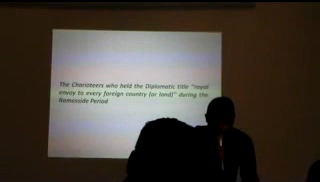 The Charioteers who held the Diplomatic title "royal
envoy to every foreign country (or land)" during the
Ramesside Period